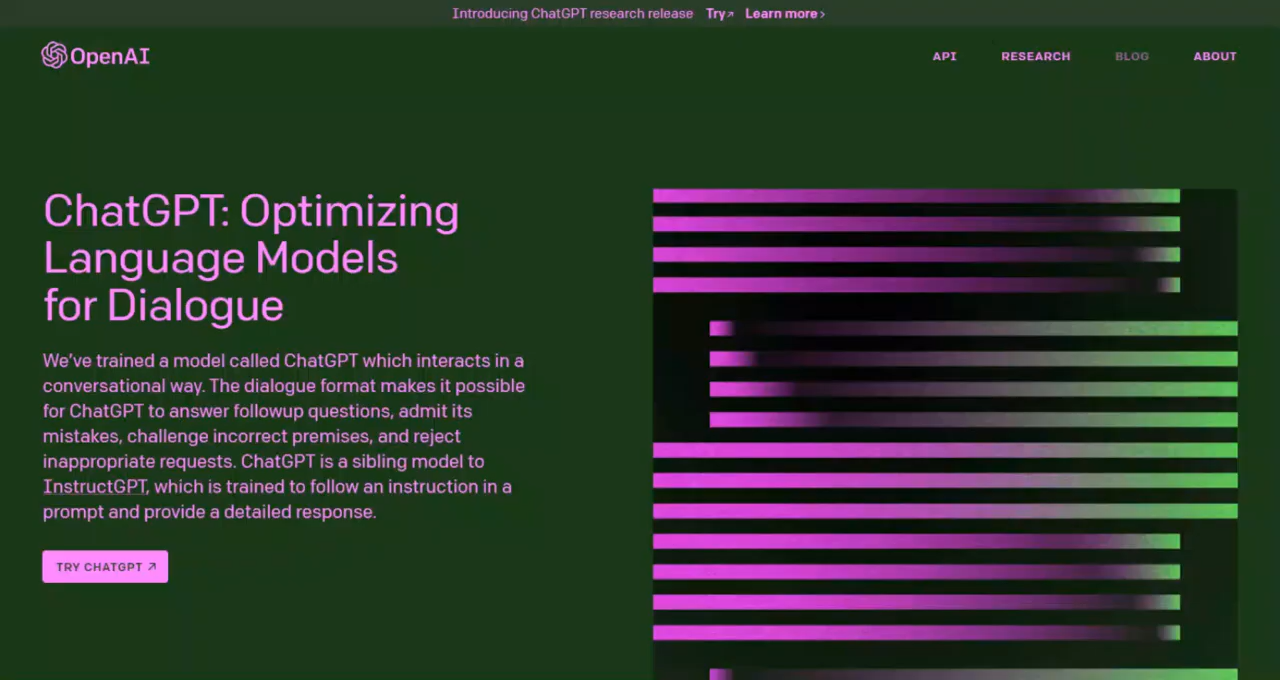 Introducing ChatGPT research release Try↗ Learn more›
OpenAI
API RESEARCH BLOG ABOUT
ChatGPT: Optimizing
Language Models
for Dialogue
We’ve trained a model called ChatGPT which interacts in a
conversational way. The dialogue format makes it possible
for ChatGPT to answer followup questions, admit its
mistakes, challenge incorrect premises, and reject
inappropriate requests. ChatGPT is a sibling model to
InstructGPT, which is trained to follow an instruction in a
prompt and provide a detailed response.
TRY CHATGPT ↗